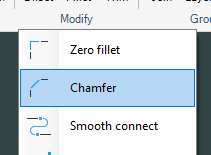 Modify
Zero fillet
Chamfer
Smooth connect